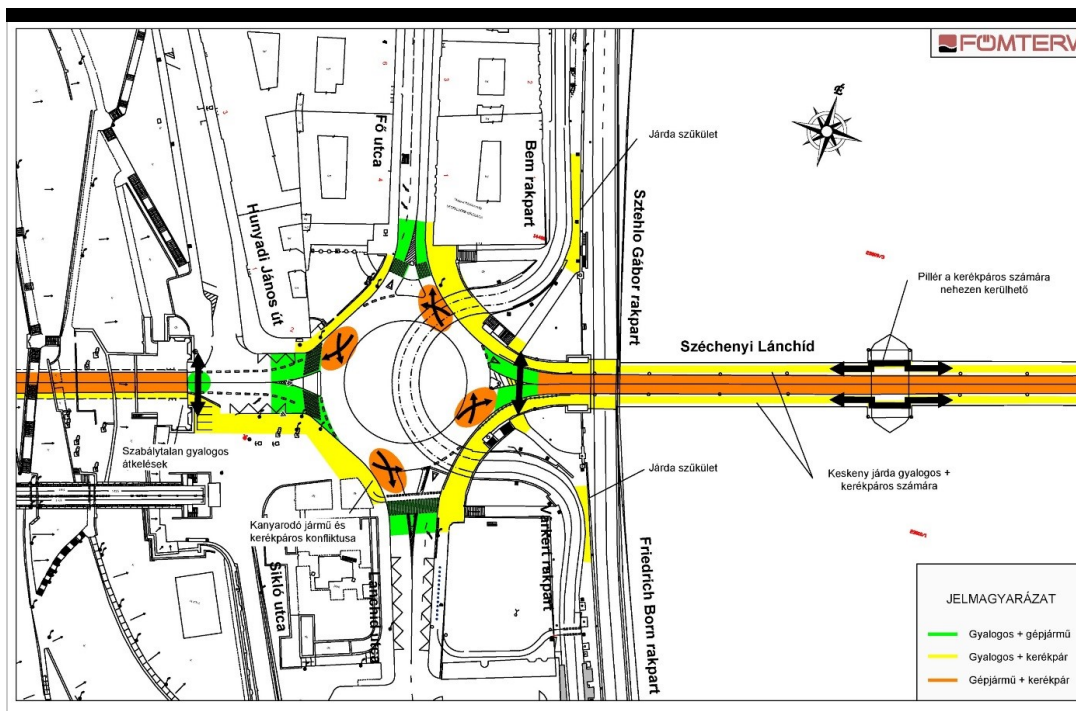 FŐMTERV
Járda szűkület
Fő utca
Bem rakpart
Hunyadi János út
Sztehlo Gábor rakpart
Pillér a kerékpáros számára
nehezen kerülhető
Széchenyi Lánchíd
Szabálytalan gyalogos
átkelések
Járda szűkület
Keskeny járda gyalogos +
kerékpáros számára
Kanyarodó jármű és
kerékpáros konfliktusa
Sikló utca
Lánchíd utca
Várkert rakpart
Friedrich Born rakpart
JELMAGYARÁZAT
Gyalogos + gépjármű
Gyalogos + kerékpár
Gépjármű + kerékpár